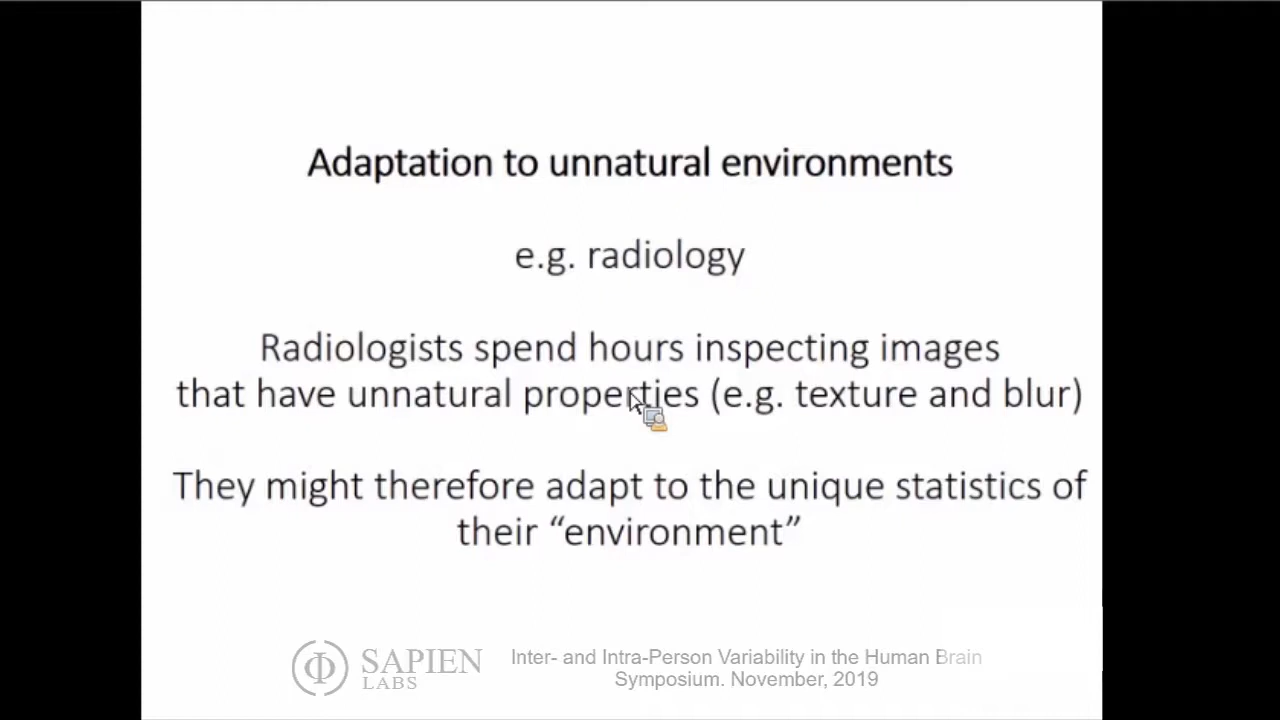 Adaptation to unnatural environments
e.g. radiology
Radiologists spend hours inspecting images
that have unnatural properties (e.g. texture and blur)
They might therefore adapt to the unique statistics of
their “environment”
SAPIEN
LABS
Inter- and Intra-Person Variability in the Human Brain
Symposium. November, 2019